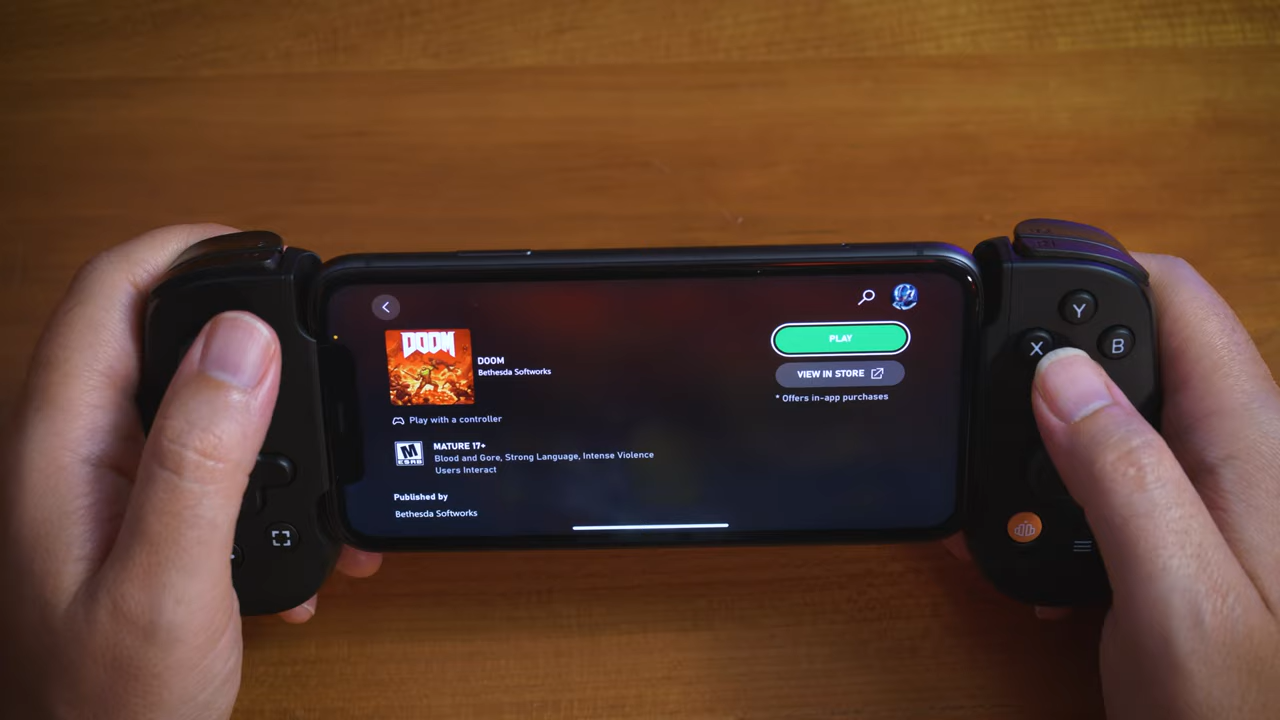 DOOM
DOOM
Bethesda Softworks
PLAY
VIEW IN STORE
* Offers in-app purchases
Play with a controller
M
ESRB
MATURE 17+
Blood and Gore, Strong Language, Intense Violence
Users Interact
Published by
Bethesda Softworks
Y
X
B